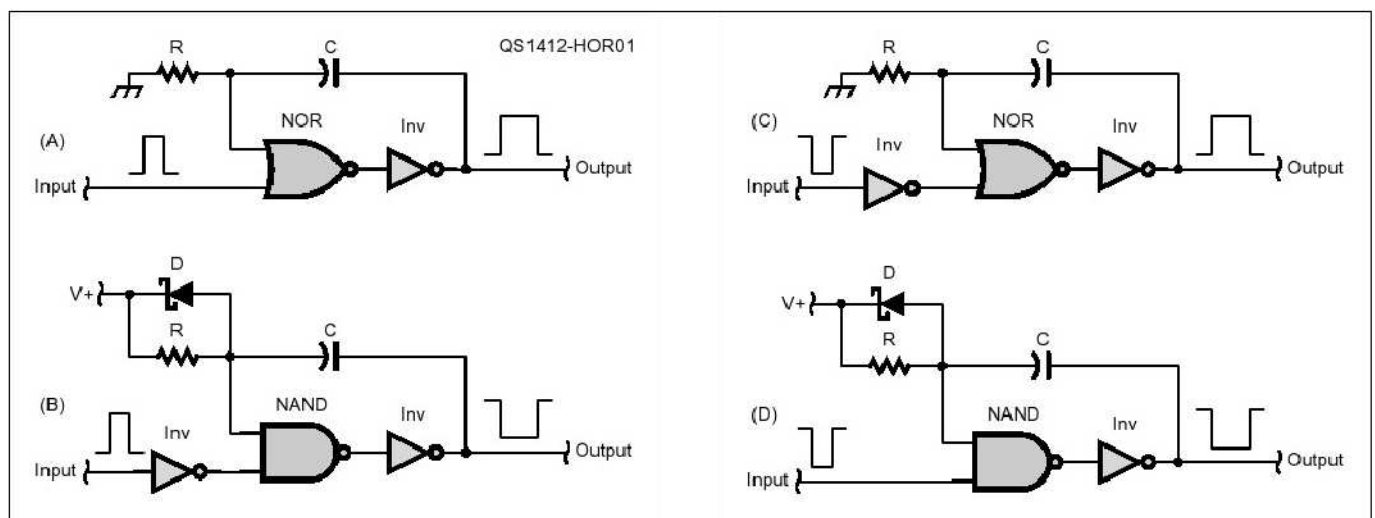 QS1412-HOR01
(A)
R
C
NOR
Inv
Input
Output
(C)
R
C
Inv
NOR
Inv
Input
Output
(B)
V+
D
R
C
Inv
NAND
Inv
Input
Output
(D)
V+
D
R
C
NAND
Inv
Input
Output